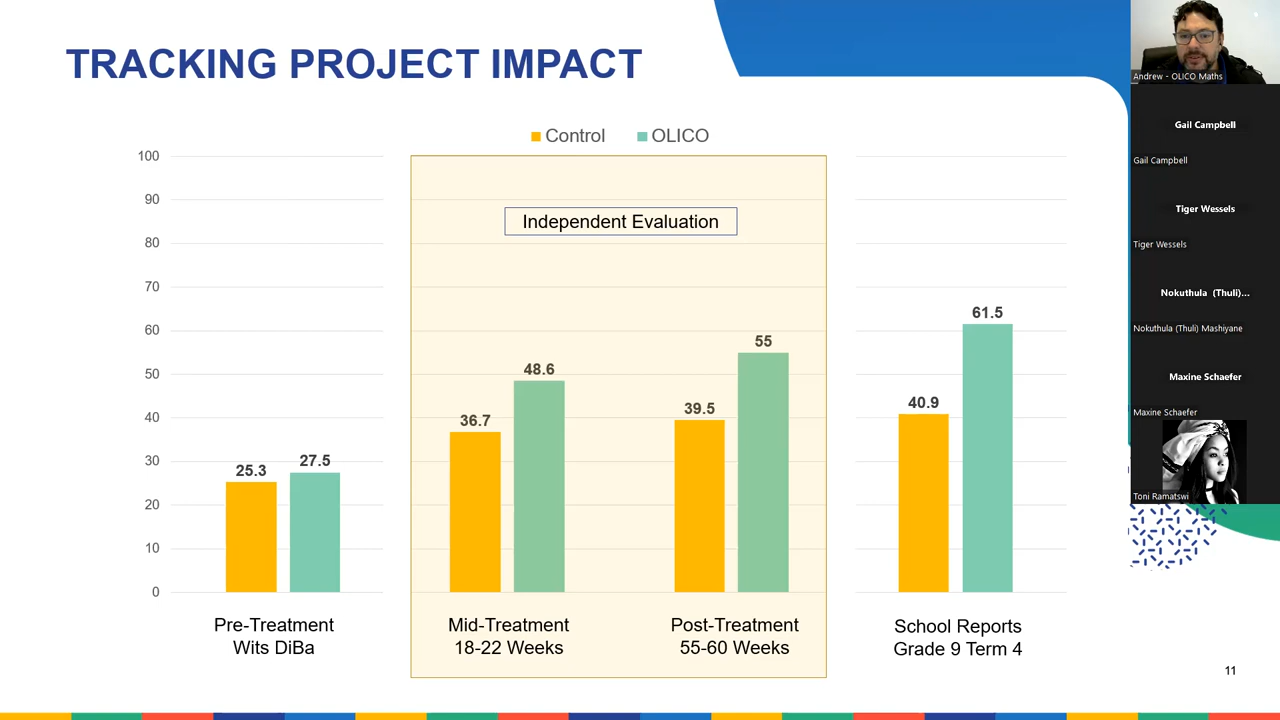 TRACKING PROJECT IMPACT
Control
OLICO
100
90
80
70
60
50
40
30
20
10
0
Independent Evaluation
25.3
27.5
36.7
48.6
39.5
55
40.9
61.5
Pre-Treatment
Wits DiBa
Mid-Treatment
18-22 Weeks
Post-Treatment
55-60 Weeks
School Reports
Grade 9 Term 4
11
Andrew - OLICO Maths
Gail Campbell
Gail Campbell
Tiger Wessels
Tiger Wessels
Nokuthula (Thuli)...
Nokuthula (Thuli) Mashiyane
Maxine Schaefer
Maxine Schaefer
Toni Ramatswi